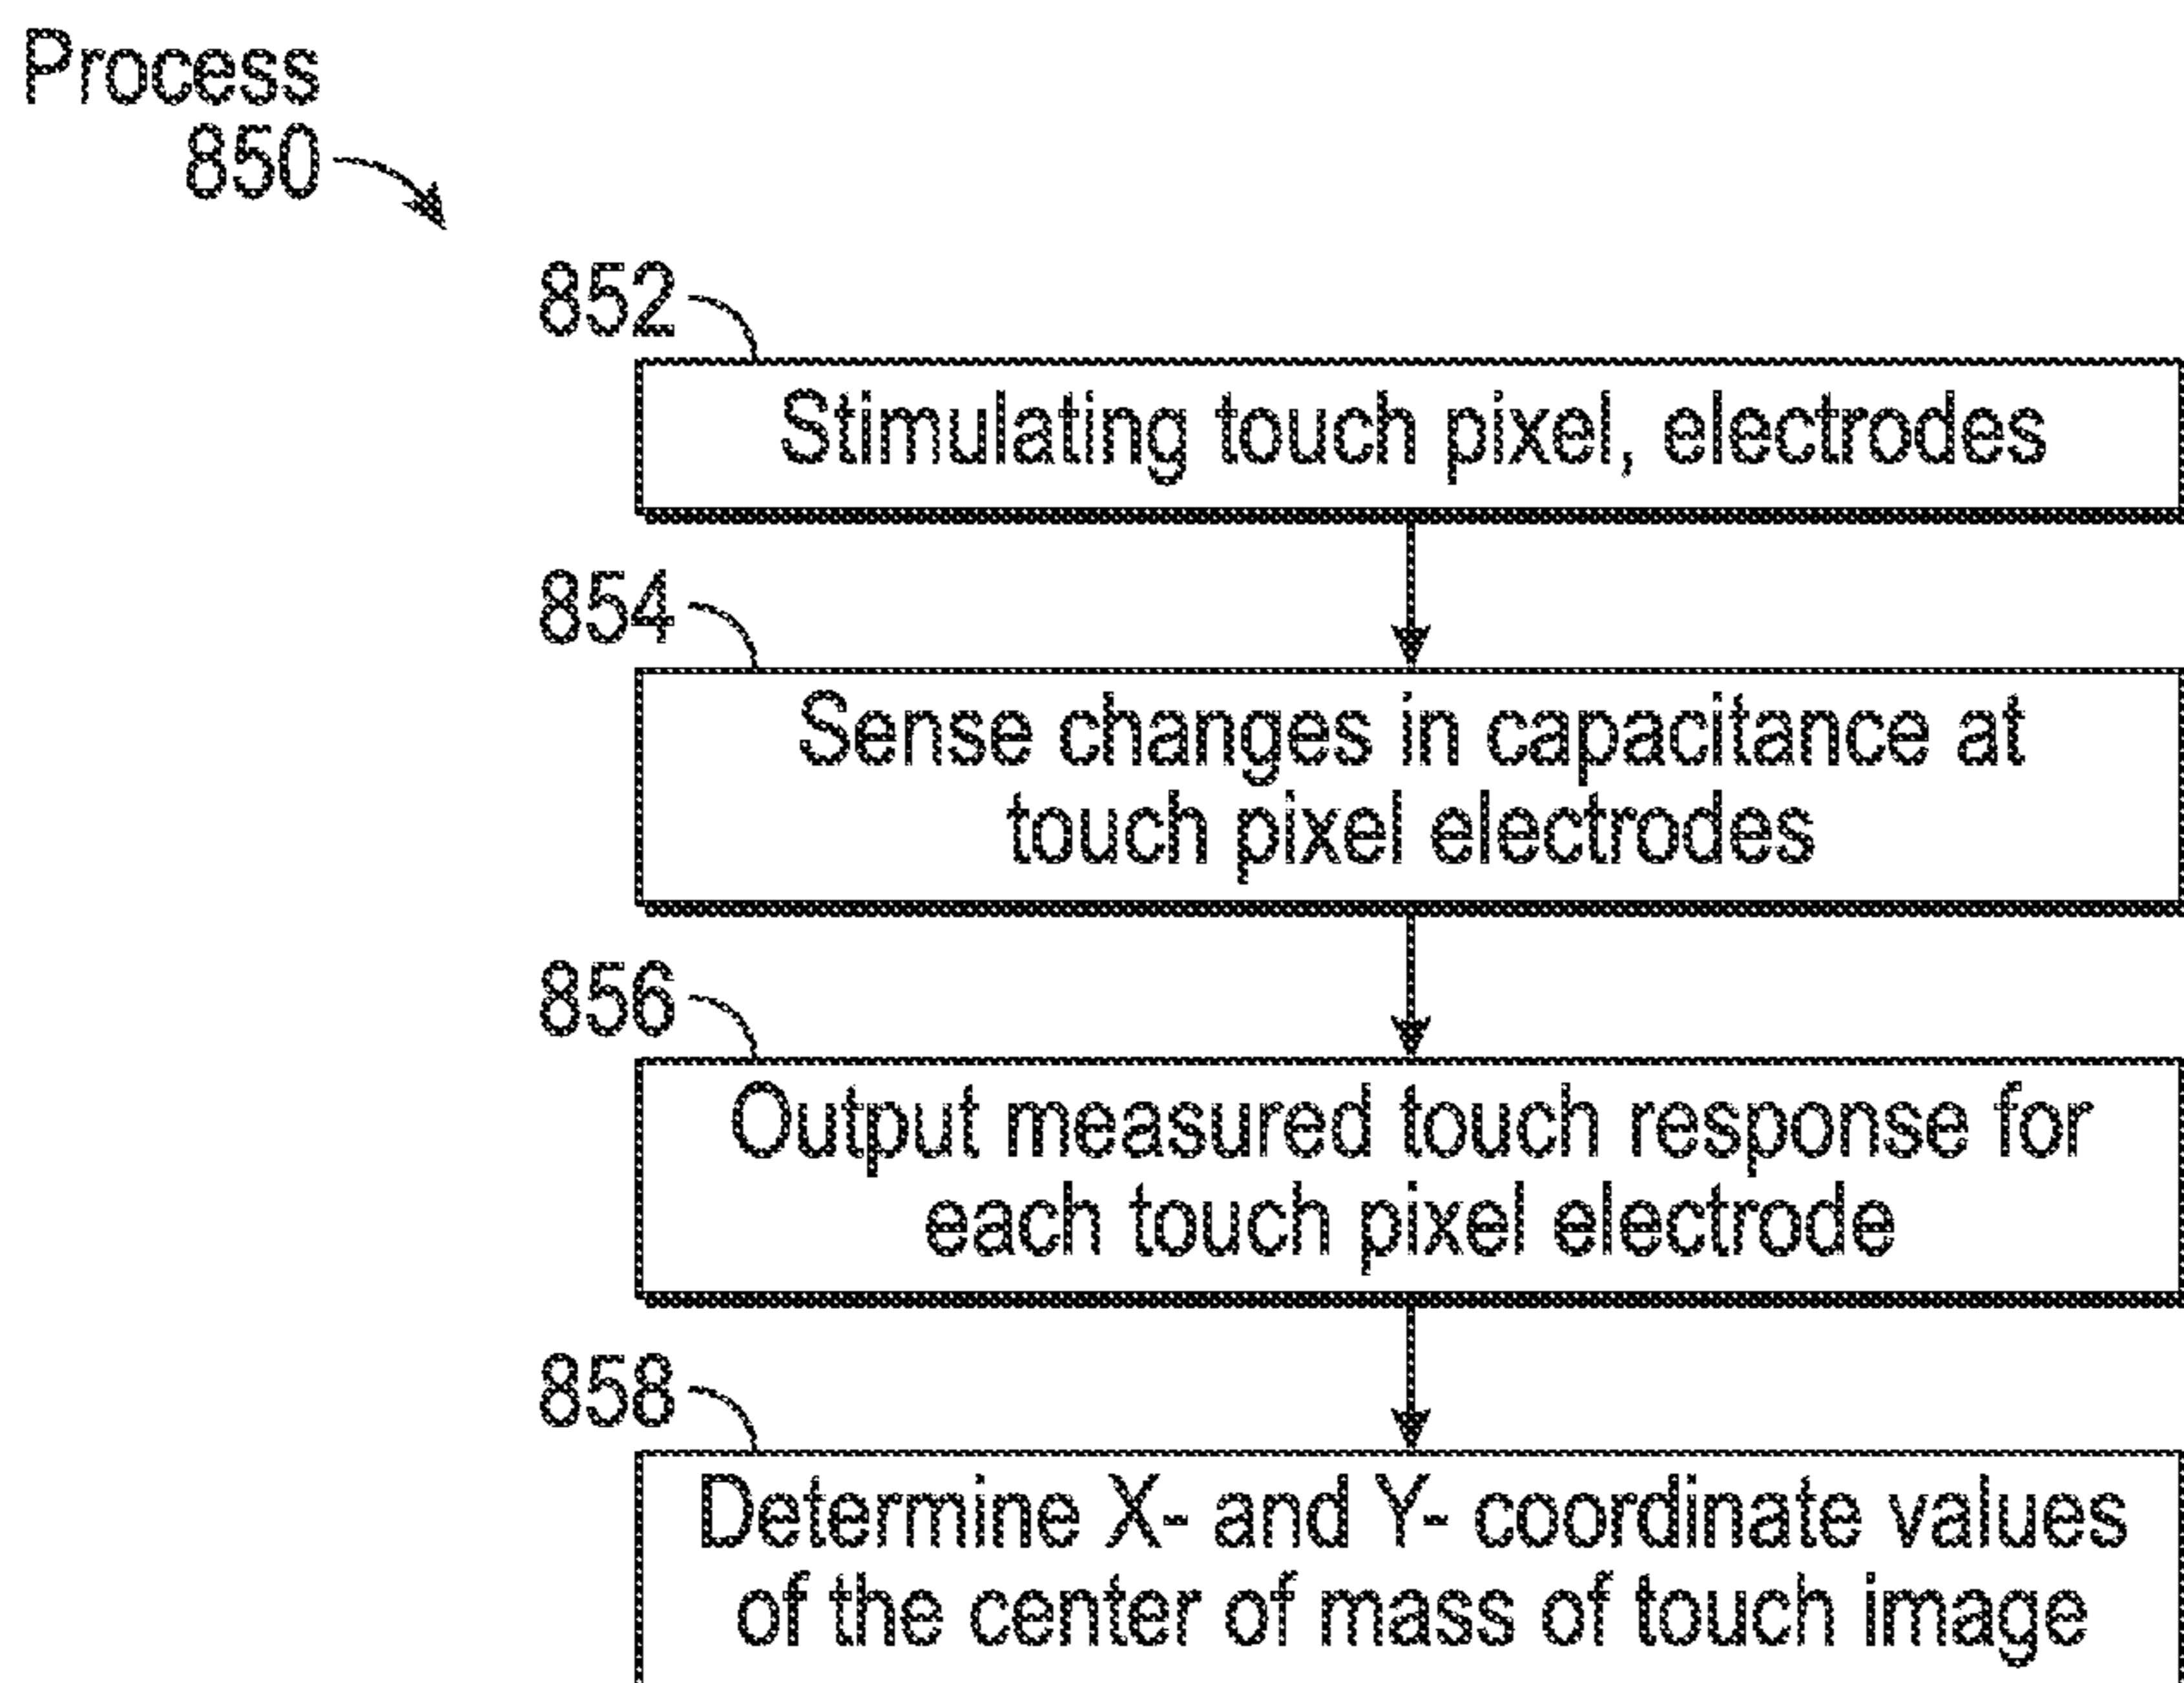 Process
850
852
Stimulating touch pixel, electrodes
854
Sense changes in capacitance at
touch pixel electrodes
856
Output measured touch response for
each touch pixel electrode
858
Determine X- and Y- coordinate values
of the center of mass of touch image